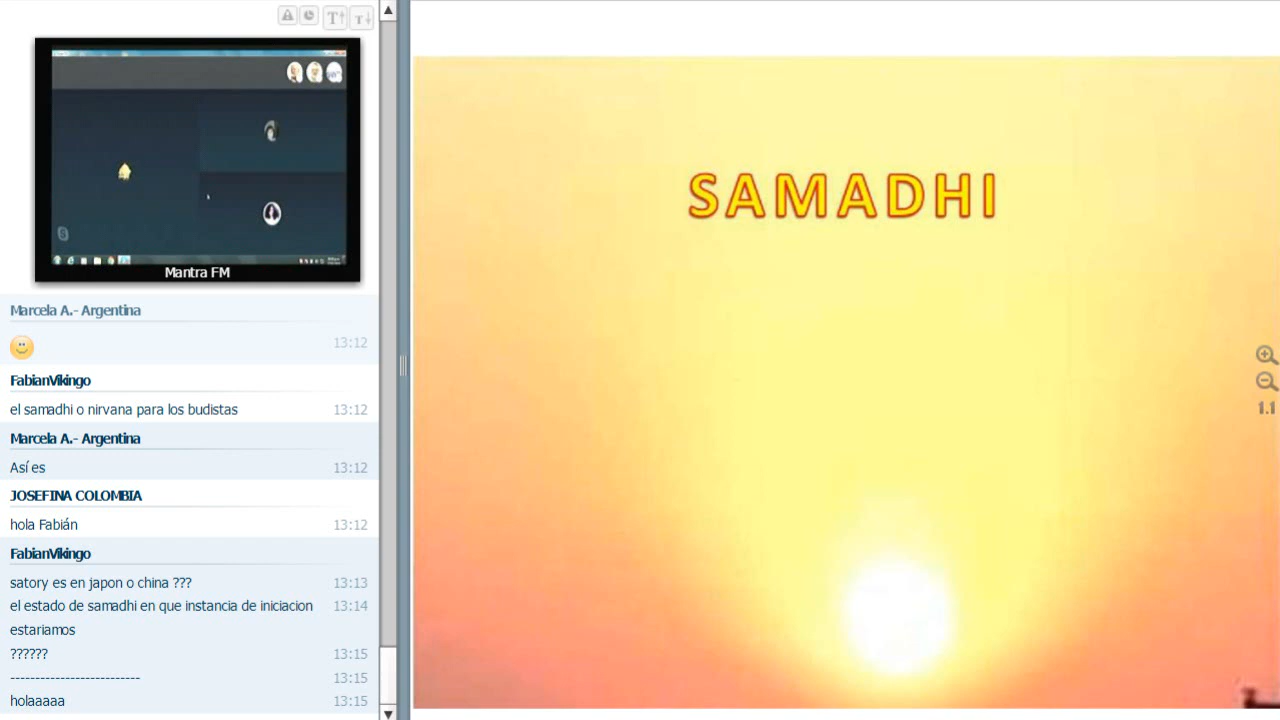 T↑ T↓
Mantra FM
Marcela A.- Argentina
13:12
FabianVikingo
el samadhi o nirvana para los budistas 13:12
Marcela A.- Argentina
Así es 13:12
JOSEFINA COLOMBIA
hola Fabián 13:12
FabianVikingo
satory es en japon o china ??? 13:13
el estado de samadhi en que instancia de iniciacion 13:14
estariamos
?????? 13:15
-------------------------- 13:15
holaaaaa 13:15
SAMADHI
1.1